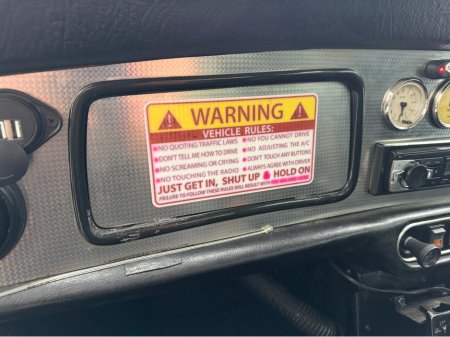 WARNING
VEHICLE RULES:
NO QUOTING TRAFFIC LAWS
NO YOU CANNOT DRIVE
DON'T TELL ME HOW TO DRIVE
NO ADJUSTING THE A/C
NO SCREAMING OR CRYING
DON'T TOUCH ANY BUTTONS
NO TOUCHING THE RADIO
ALWAYS AGREE WITH DRIVER
JUST GET IN, SHUT UP & HOLD ON
FAILURE TO FOLLOW THESE RULES WILL RESULT WITH